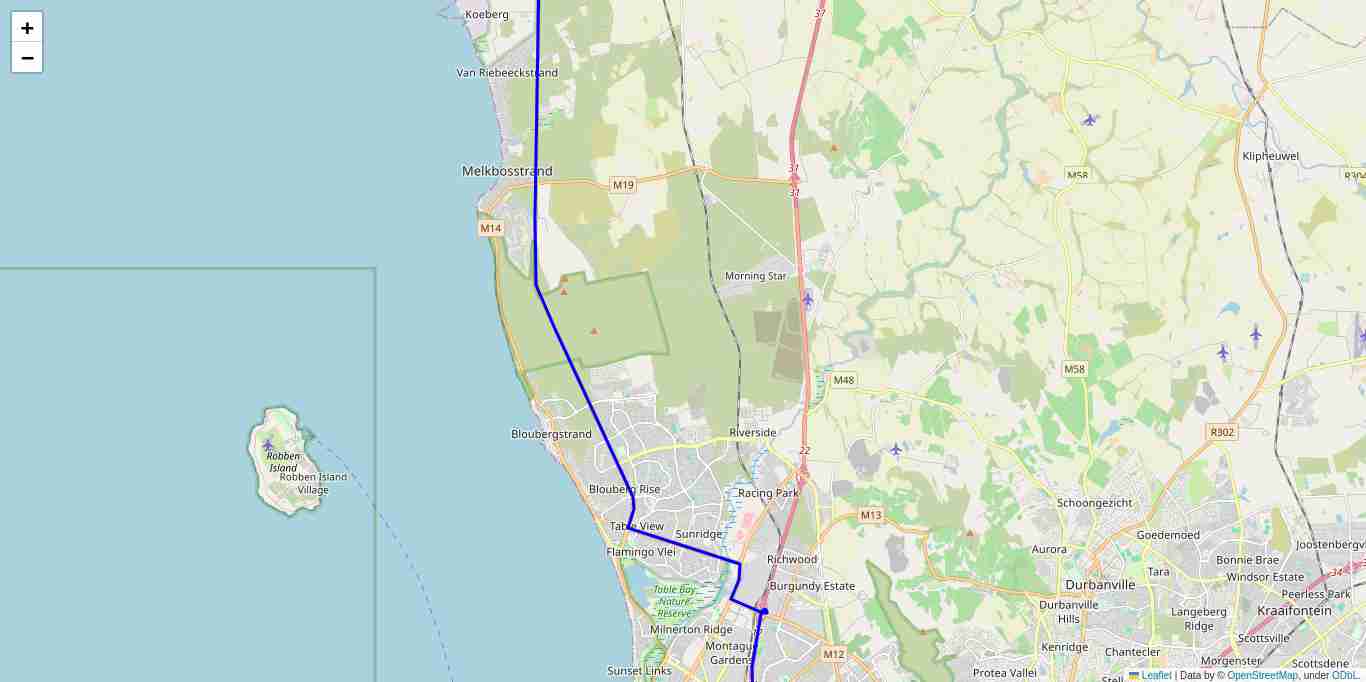 Koeberg
+
−
Van Riebeeckstrand
37
Melkbosstrand
M19
37
37
M58
Klipheuwel
R304
M14
Morning Star
M48
M58
Bloubergstrand
Riverside
R302
22
Robben
Island
Robben Island
Village
Blouberg Rise
Racing Park
Schoongezicht
M13
Table View
Sunridge
Goedemoed
Flamingo Vlei
Richwood
Aurora
Joostenbergv
Bonnie Brae
Tara
34
Durbanville
Windsor Estate
Burgundy Estate
Peerless Park
Table Bay
Nature
Reserve
Durbanville
Hills
Langeberg
Ridge
Kraaifontein
Milnerton Ridge
Scottsville
Montague
Gardens
M12
Kenridge
Chantecler
Morgenster
Scottsdene
Sunset Links
Protea Vallei
Stell
Leaflet | Data by © OpenStreetMap, under ODbL.